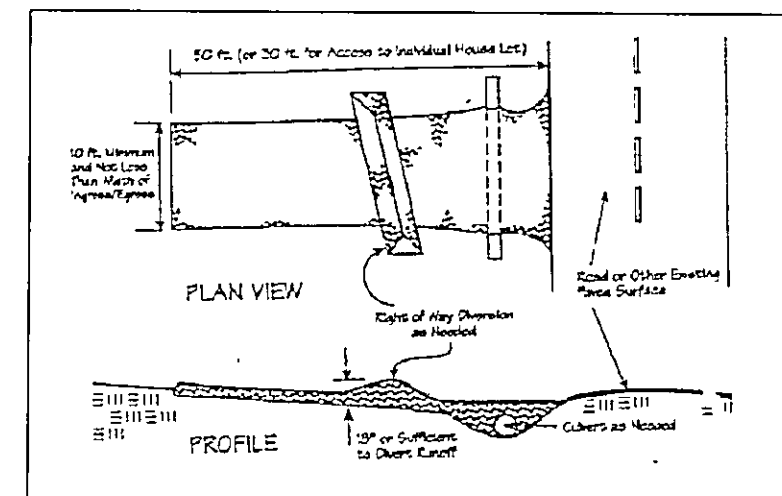 50 ft. (or 30 ft. for Access to Individual House Lot)
10 ft. Minimum
and Not Less
Than Width of
Ingress/Egress
PLAN VIEW
Right of Way Diversion
as Needed
Road or Other Existing
Paved Surface
18" or Sufficient
to Divert Runoff
Culvert as Needed
PROFILE